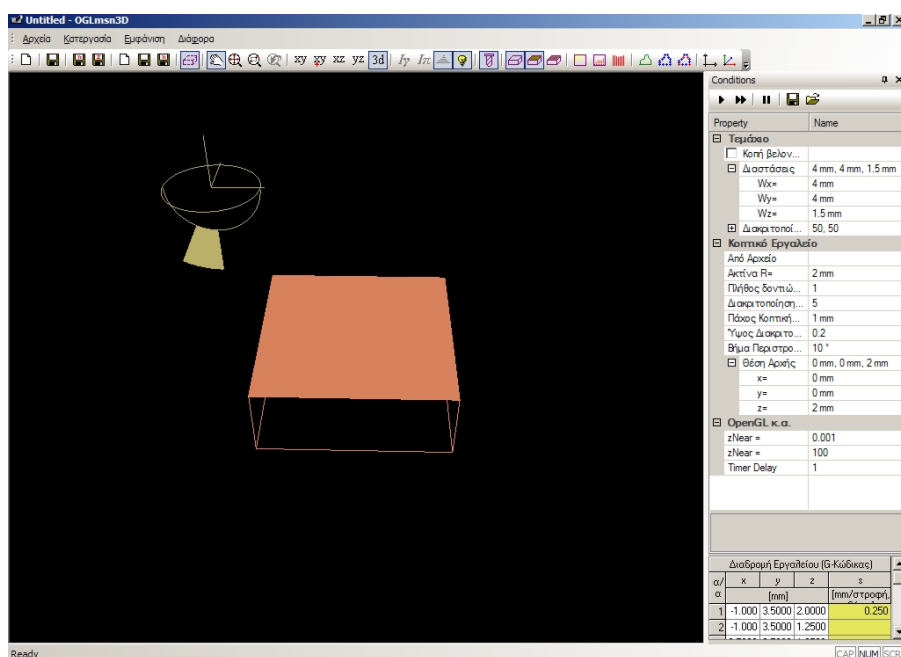 Untitled - OGLmsn3D
Αρχεία Κατεργασία Εμφάνιση Διάφορα
xy xy xz yz 3d Iy Iπ
Conditions
Property Name
Τεμάχιο
Κοπή βελον...
Διαστάσεις 4 mm, 4 mm, 1.5 mm
Wx= 4 mm
Wy= 4 mm
Wz= 1.5 mm
Διακριτοποί... 50, 50
Κοπτικό Εργαλείο
Από Αρχείο
Ακτίνα R= 2 mm
Πλήθος δοντιώ... 1
Διακριτοποίηση... 5
Πάχος Κοπτική... 1 mm
Ύψος Διακριτο... 0.2
Βήμα Περιστρο... 10 °
Θέση Αρχής 0 mm, 0 mm, 2 mm
x= 0 mm
y= 0 mm
z= 2 mm
OpenGL κ.α.
zNear = 0.001
zNear = 100
Timer Delay 1
Διαδρομή Εργαλείου (G-Κώδικας)
α/α x y z s
[mm] [mm/στροφή,
1 -1.000 3.5000 2.0000 0.250
2 -1.000 3.5000 1.2500
Ready CAP NUM SCR